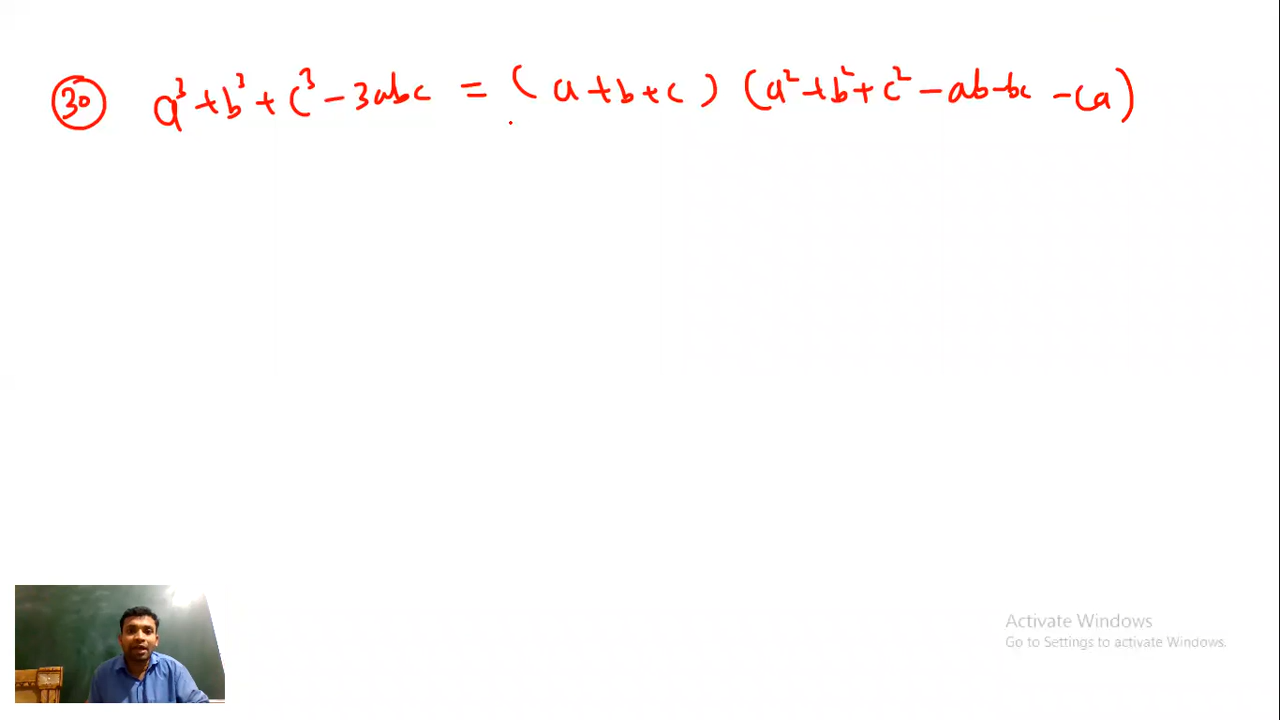 30 a³ + b³ + c³ - 3abc = (a + b + c) (a² + b² + c² - ab - bc - ca)
Activate Windows
Go to Settings to activate Windows.